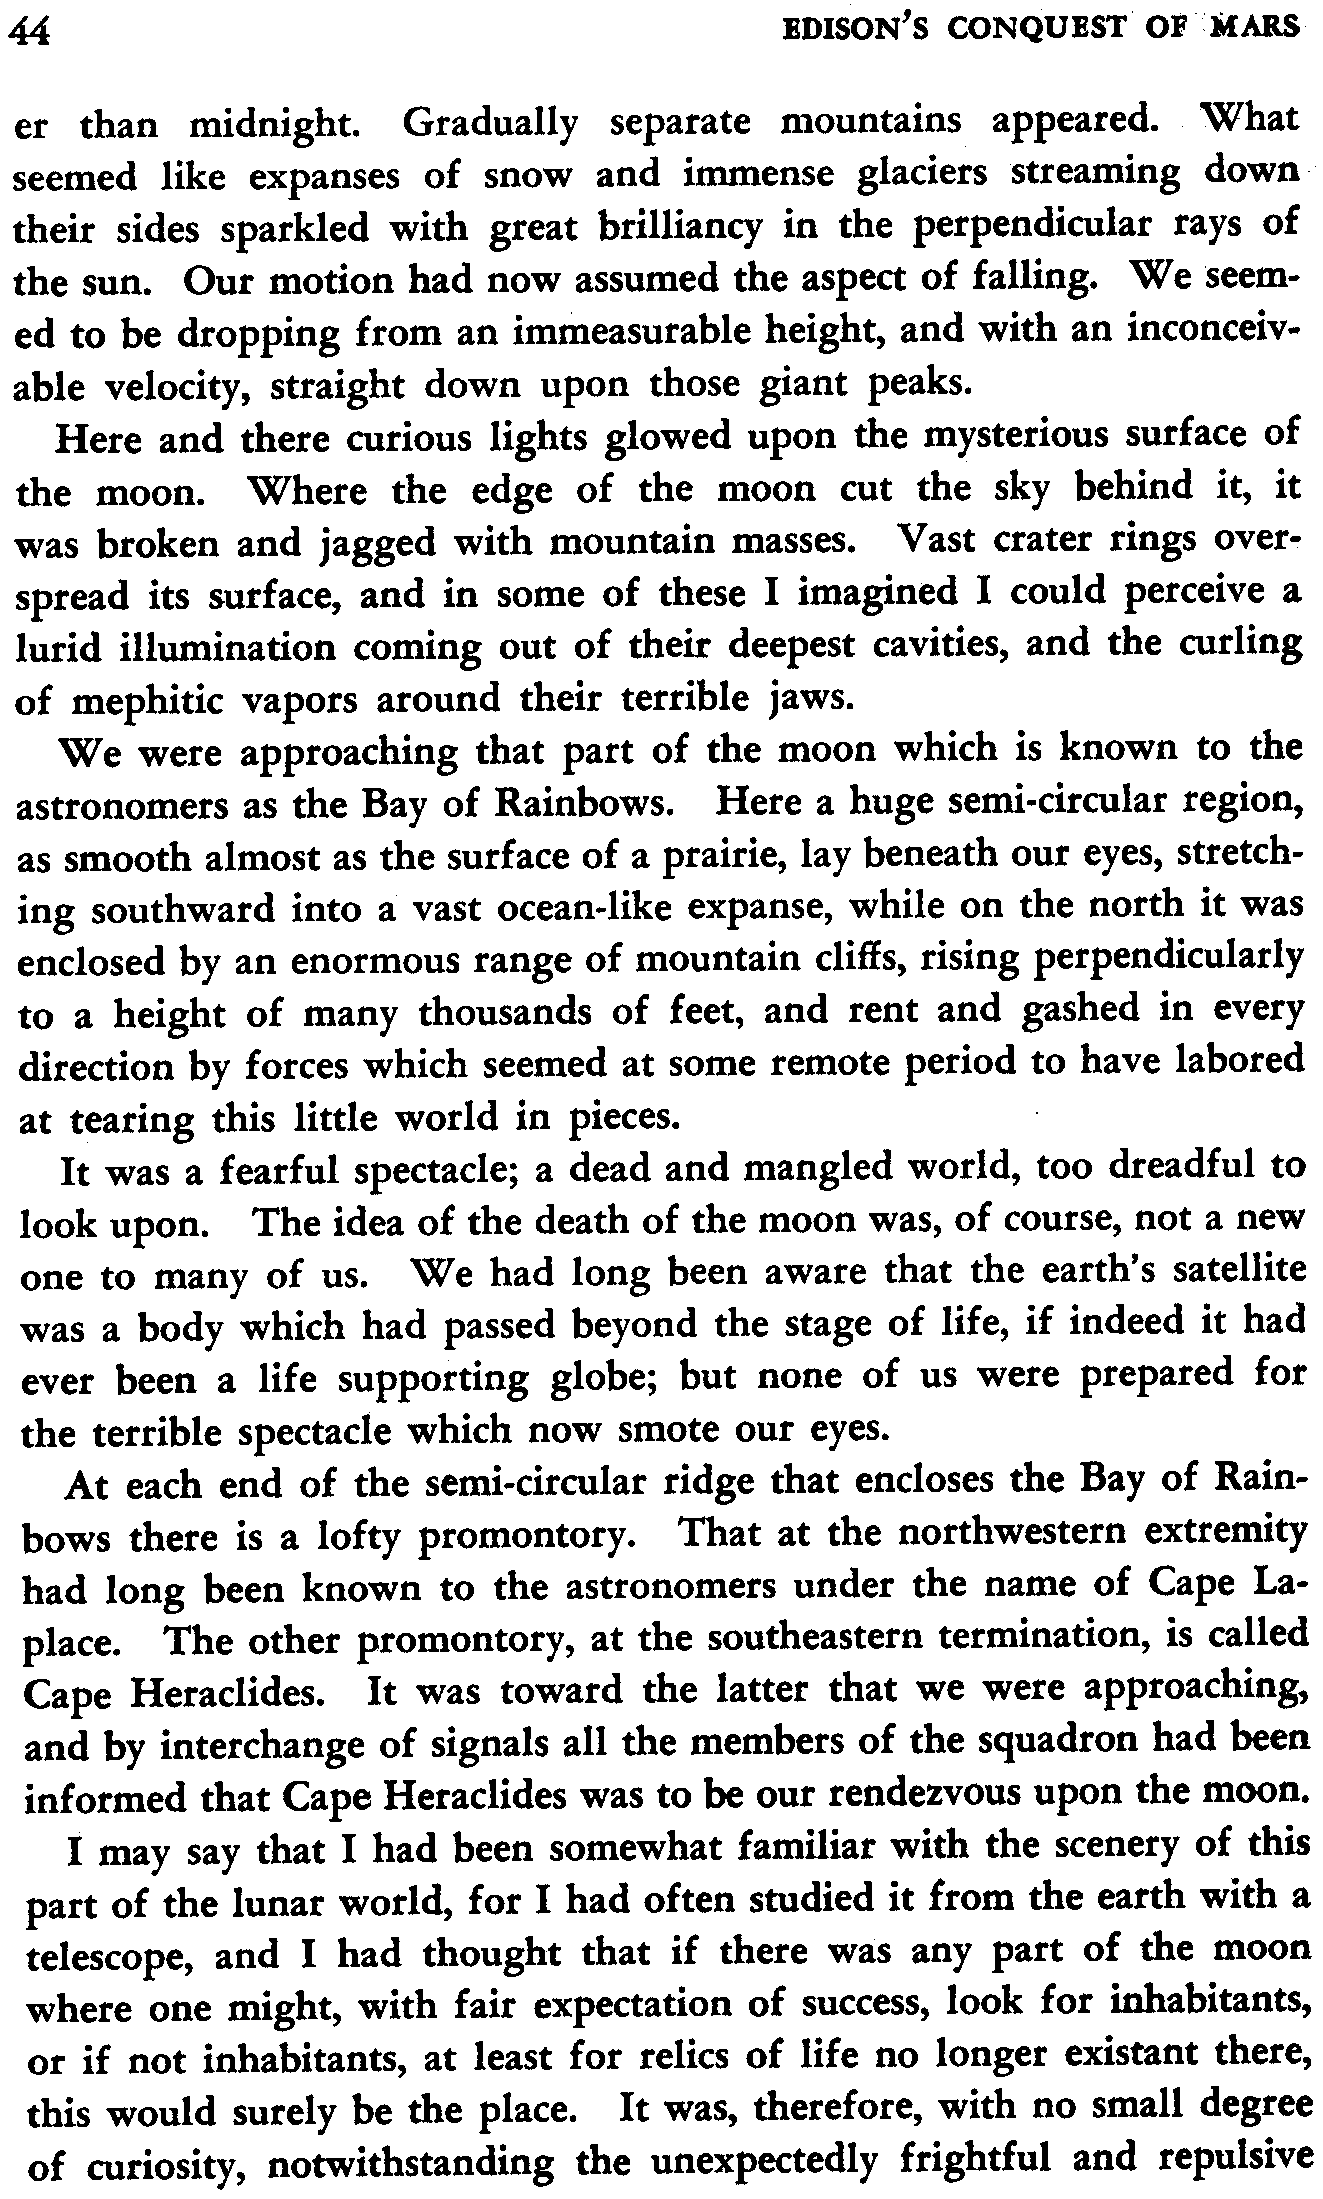 44 EDISON'S CONQUEST OF MARS
er than midnight. Gradually separate mountains appeared. What
seemed like expanses of snow and immense glaciers streaming down
their sides sparkled with great brilliancy in the perpendicular rays of
the sun. Our motion had now assumed the aspect of falling. We seem-
ed to be dropping from an immeasurable height, and with an inconceiv-
able velocity, straight down upon those giant peaks.
Here and there curious lights glowed upon the mysterious surface of
the moon. Where the edge of the moon cut the sky behind it, it
was broken and jagged with mountain masses. Vast crater rings over-
spread its surface, and in some of these I imagined I could perceive a
lurid illumination coming out of their deepest cavities, and the curling
of mephitic vapors around their terrible jaws.
We were approaching that part of the moon which is known to the
astronomers as the Bay of Rainbows. Here a huge semi-circular region,
as smooth almost as the surface of a prairie, lay beneath our eyes, stretch-
ing southward into a vast ocean-like expanse, while on the north it was
enclosed by an enormous range of mountain cliffs, rising perpendicularly
to a height of many thousands of feet, and rent and gashed in every
direction by forces which seemed at some remote period to have labored
at tearing this little world in pieces.
It was a fearful spectacle; a dead and mangled world, too dreadful to
look upon. The idea of the death of the moon was, of course, not a new
one to many of us. We had long been aware that the earth's satellite
was a body which had passed beyond the stage of life, if indeed it had
ever been a life supporting globe; but none of us were prepared for
the terrible spectacle which now smote our eyes.
At each end of the semi-circular ridge that encloses the Bay of Rain-
bows there is a lofty promontory. That at the northwestern extremity
had long been known to the astronomers under the name of Cape La-
place. The other promontory, at the southeastern termination, is called
Cape Heraclides. It was toward the latter that we were approaching,
and by interchange of signals all the members of the squadron had been
informed that Cape Heraclides was to be our rendezvous upon the moon.
I may say that I had been somewhat familiar with the scenery of this
part of the lunar world, for I had often studied it from the earth with a
telescope, and I had thought that if there was any part of the moon
where one might, with fair expectation of success, look for inhabitants,
or if not inhabitants, at least for relics of life no longer existant there,
this would surely be the place. It was, therefore, with no small degree
of curiosity, notwithstanding the unexpectedly frightful and repulsive